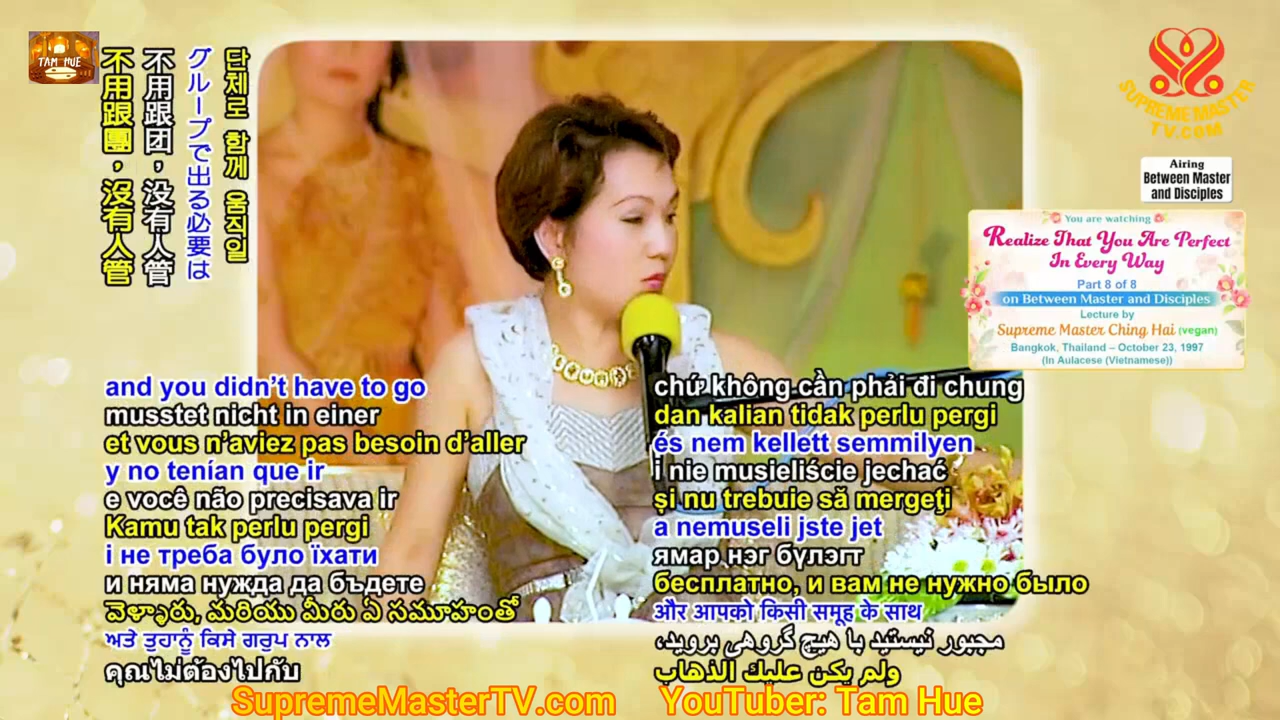 TAM HUE
不用跟團，沒有人管
不用跟团，没有人管
グループで出る必要は
단체로 함께 움직일
SUPREME MASTER
TV.COM
Airing
Between Master
and Disciples
You are watching
Realize That You Are Perfect
In Every Way
Part 8 of 8
on Between Master and Disciples
Lecture by
Supreme Master Ching Hai (vegan)
Bangkok, Thailand – October 23, 1997
(In Aulacese (Vietnamese))
and you didn't have to go
musstet nicht in einer
et vous n'aviez pas besoin d'aller
y no tenían que ir
e você não precisava ir
Kamu tak perlu pergi
і не треба було їхати
и няма нужда да бъдете
వెళ్ళారు, మరియు మీరు ఏ సమూహంతో
ਅਤੇ ਤੁਹਾਨੂੰ ਕਿਸੇ ਗਰੁਪ ਨਾਲ
คุณไม่ต้องไปกับ
chứ không cần phải đi chung
dan kalian tidak perlu pergi
és nem kellett semmilyen
i nie musieliście jechać
și nu trebuie să mergeţi
a nemuseli jste jet
ямар нэг бүлэгт
бесплатно, и вам не нужно было
और आपको किसी समूह के साथ
مجبور نیستید با هیچ گروهی بروید،
ولم يكن عليك الذهاب
SupremeMasterTV.com YouTuber: Tam Hue